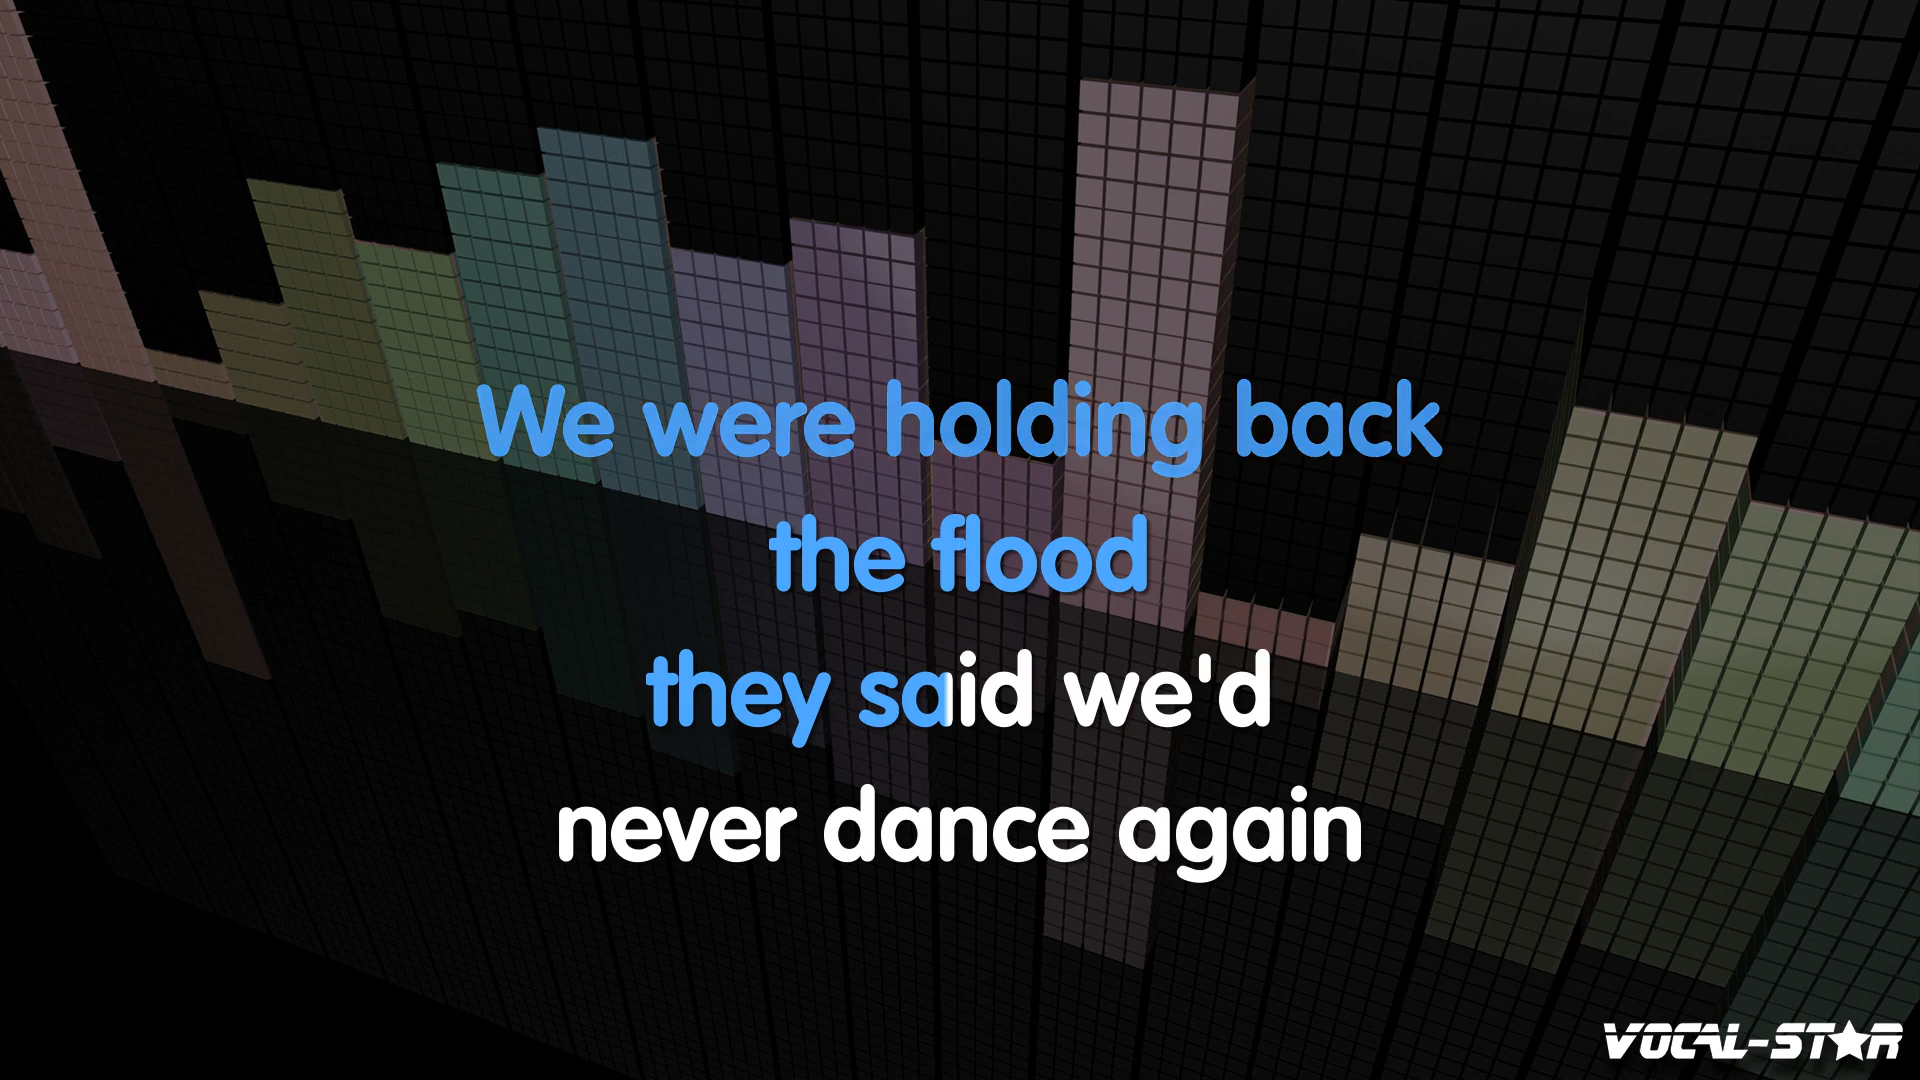 We were holding back
the flood
they said we'd
never dance again
VOCAL-STAR